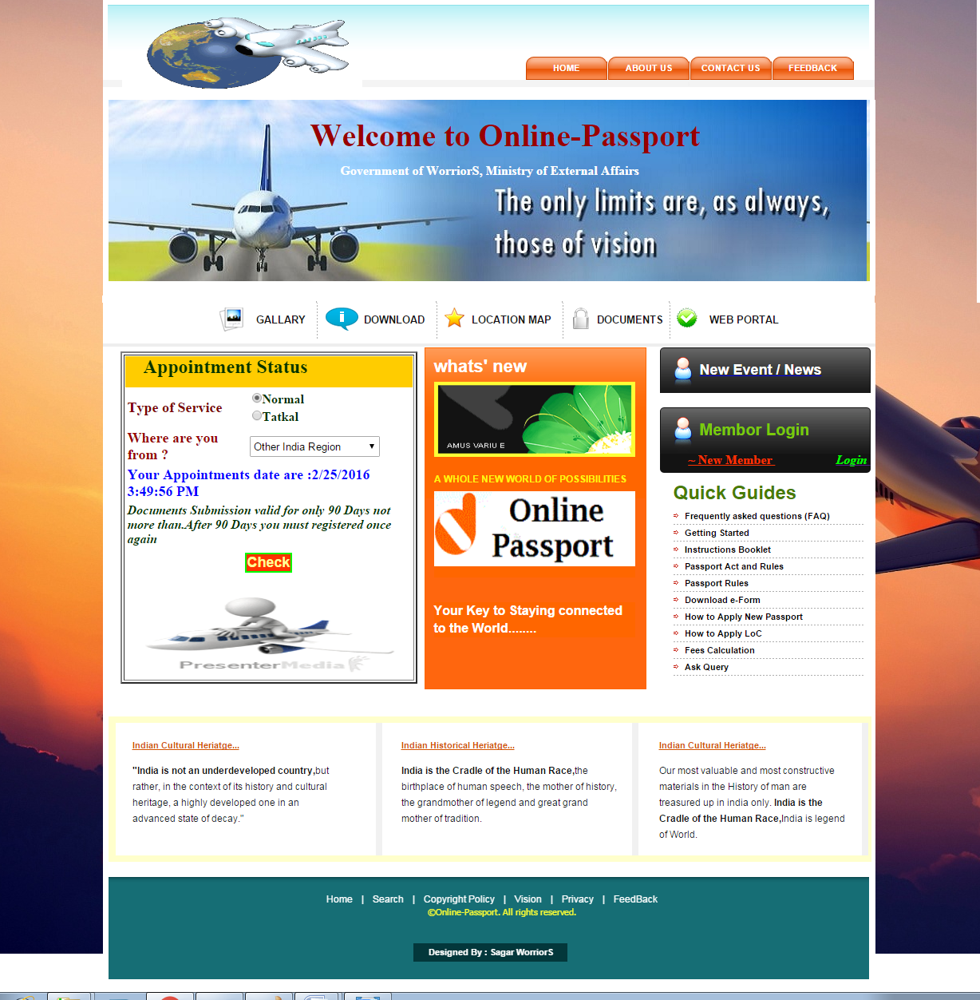 HOME
ABOUT US
CONTACT US
FEEDBACK
Welcome to Online-Passport
Government of WorriorS, Ministry of External Affairs
The only limits are, as always,
those of vision
GALLARY
DOWNLOAD
LOCATION MAP
DOCUMENTS
WEB PORTAL
Appointment Status
Type of Service
Normal
Tatkal
Where are you
from ?
Other India Region
Your Appointments date are :2/25/2016
3:49:56 PM
Documents Submission valid for only 90 Days not
more than.After 90 Days you must registered once
again
Check
PresenterMedia
whats' new
AMUS VARIU E
A WHOLE NEW WORLD OF POSSIBILITIES
Online
Passport
Your Key to Staying connected
to the World........
New Event / News
Membor Login
~ New Member
Login
Quick Guides
Frequently asked questions (FAQ)
Getting Started
Instructions Booklet
Passport Act and Rules
Passport Rules
Download e-Form
How to Apply New Passport
How to Apply LoC
Fees Calculation
Ask Query
Indian Cultural Heriatge...
"India is not an underdeveloped country,but
rather, in the context of its history and cultural
heritage, a highly developed one in an
advanced state of decay."
Indian Historical Heriatge...
India is the Cradle of the Human Race,the
birthplace of human speech, the mother of history,
the grandmother of legend and great grand
mother of tradition.
Indian Cultural Heriatge...
Our most valuable and most constructive
materials in the History of man are
treasured up in india only. India is the
Cradle of the Human Race,India is legend
of World.
Home | Search | Copyright Policy | Vision | Privacy | FeedBack
©Online-Passport. All rights reserved.
Designed By : Sagar WorriorS